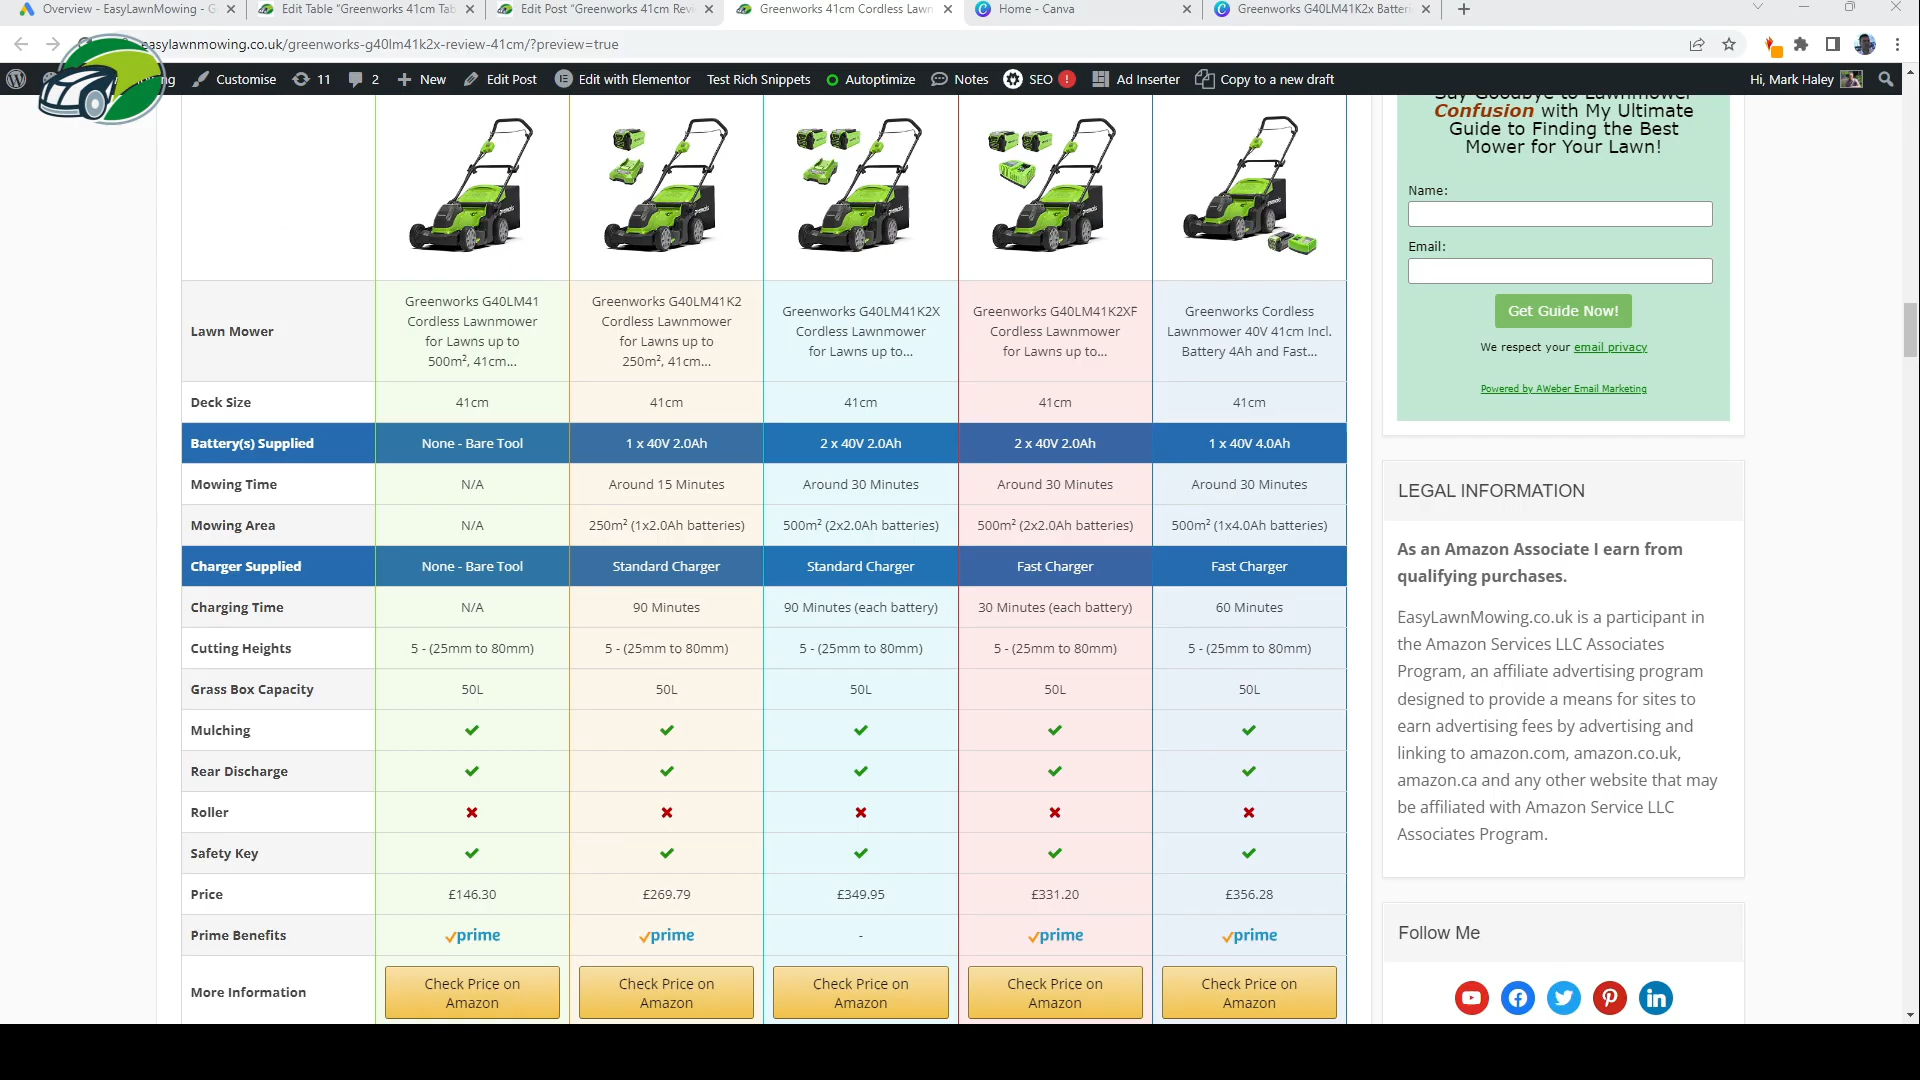 Overview - EasyLawnMowing - G
Edit Table "Greenworks 41cm Tab
Edit Post "Greenworks 41cm Revi
Greenworks 41cm Cordless Lawn
Home - Canva
Greenworks G40LM41K2x Batteri
easylawnmowing.co.uk/greenworks-g40lm41k2x-review-41cm/?preview=true
Customise
11
2
New
Edit Post
Edit with Elementor
Test Rich Snippets
Autoptimize
Notes
SEO !
Ad Inserter
Copy to a new draft
Hi, Mark Haley
Lawn Mower
Greenworks G40LM41
Cordless Lawnmower
for Lawns up to
500m², 41cm...
Greenworks G40LM41K2
Cordless Lawnmower
for Lawns up to
250m², 41cm...
Greenworks G40LM41K2X
Cordless Lawnmower
for Lawns up to...
Greenworks G40LM41K2XF
Cordless Lawnmower
for Lawns up to...
Greenworks Cordless
Lawnmower 40V 41cm Incl.
Battery 4Ah and Fast...
Deck Size 41cm 41cm 41cm 41cm 41cm
Battery(s) Supplied None - Bare Tool 1 x 40V 2.0Ah 2 x 40V 2.0Ah 2 x 40V 2.0Ah 1 x 40V 4.0Ah
Mowing Time N/A Around 15 Minutes Around 30 Minutes Around 30 Minutes Around 30 Minutes
Mowing Area N/A 250m² (1x2.0Ah batteries) 500m² (2x2.0Ah batteries) 500m² (2x2.0Ah batteries) 500m² (1x4.0Ah batteries)
Charger Supplied None - Bare Tool Standard Charger Standard Charger Fast Charger Fast Charger
Charging Time N/A 90 Minutes 90 Minutes (each battery) 30 Minutes (each battery) 60 Minutes
Cutting Heights 5 - (25mm to 80mm) 5 - (25mm to 80mm) 5 - (25mm to 80mm) 5 - (25mm to 80mm) 5 - (25mm to 80mm)
Grass Box Capacity 50L 50L 50L 50L 50L
Mulching
Rear Discharge
Roller
Safety Key
Price £146.30 £269.79 £349.95 £331.20 £356.28
Prime Benefits prime prime - prime prime
More Information
Check Price on
Amazon
Check Price on
Amazon
Check Price on
Amazon
Check Price on
Amazon
Check Price on
Amazon
Say Goodbye to Lawnmower
Confusion with My Ultimate
Guide to Finding the Best
Mower for Your Lawn!
Name:
Email:
Get Guide Now!
We respect your email privacy
Powered by AWeber Email Marketing
LEGAL INFORMATION
As an Amazon Associate I earn from
qualifying purchases.
EasyLawnMowing.co.uk is a participant in
the Amazon Services LLC Associates
Program, an affiliate advertising program
designed to provide a means for sites to
earn advertising fees by advertising and
linking to amazon.com, amazon.co.uk,
amazon.ca and any other website that may
be affiliated with Amazon Service LLC
Associates Program.
Follow Me